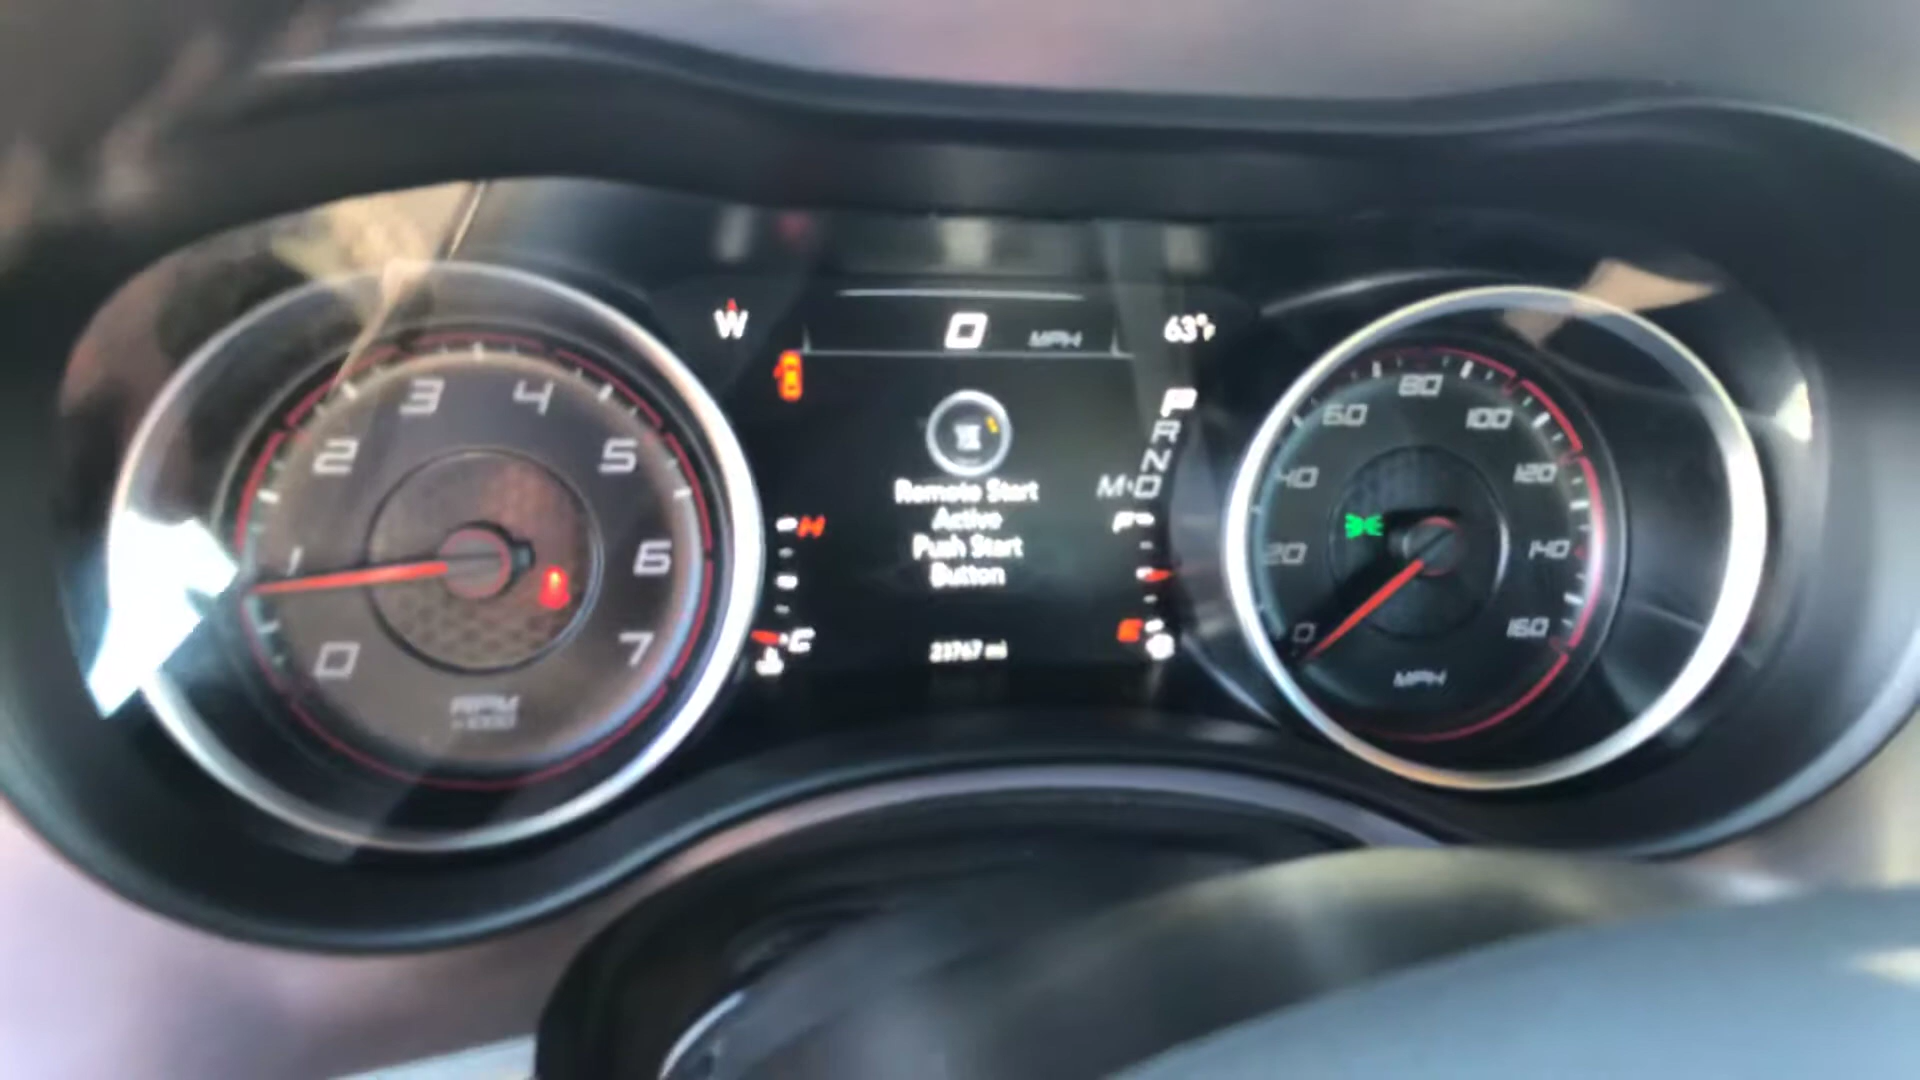 W
0 MPH
63°F
P
R
N
M D
Remote Start
Active
Push Start
Button
23767 mi
H
C
F
E
0
1
2
3
4
5
6
7
RPM
x1000
0
20
40
60
80
100
120
140
160
MPH